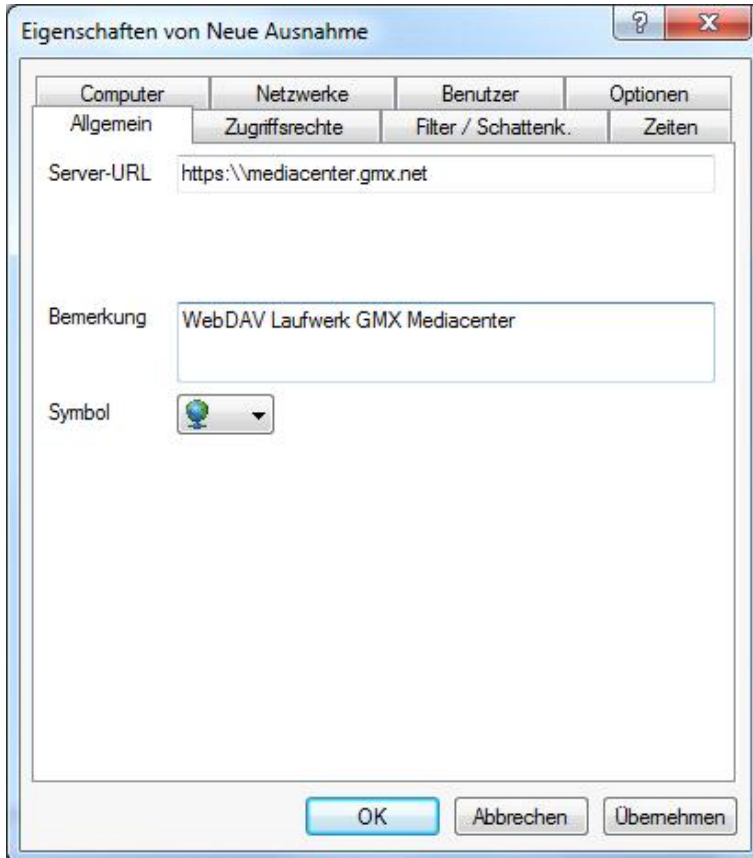 Eigenschaften von Neue Ausnahme
Computer Netzwerke Benutzer Optionen
Allgemein Zugriffsrechte Filter / Schattenk. Zeiten
Server-URL https:\\mediacenter.gmx.net
Bemerkung WebDAV Laufwerk GMX Mediacenter
Symbol
OK Abbrechen Übernehmen